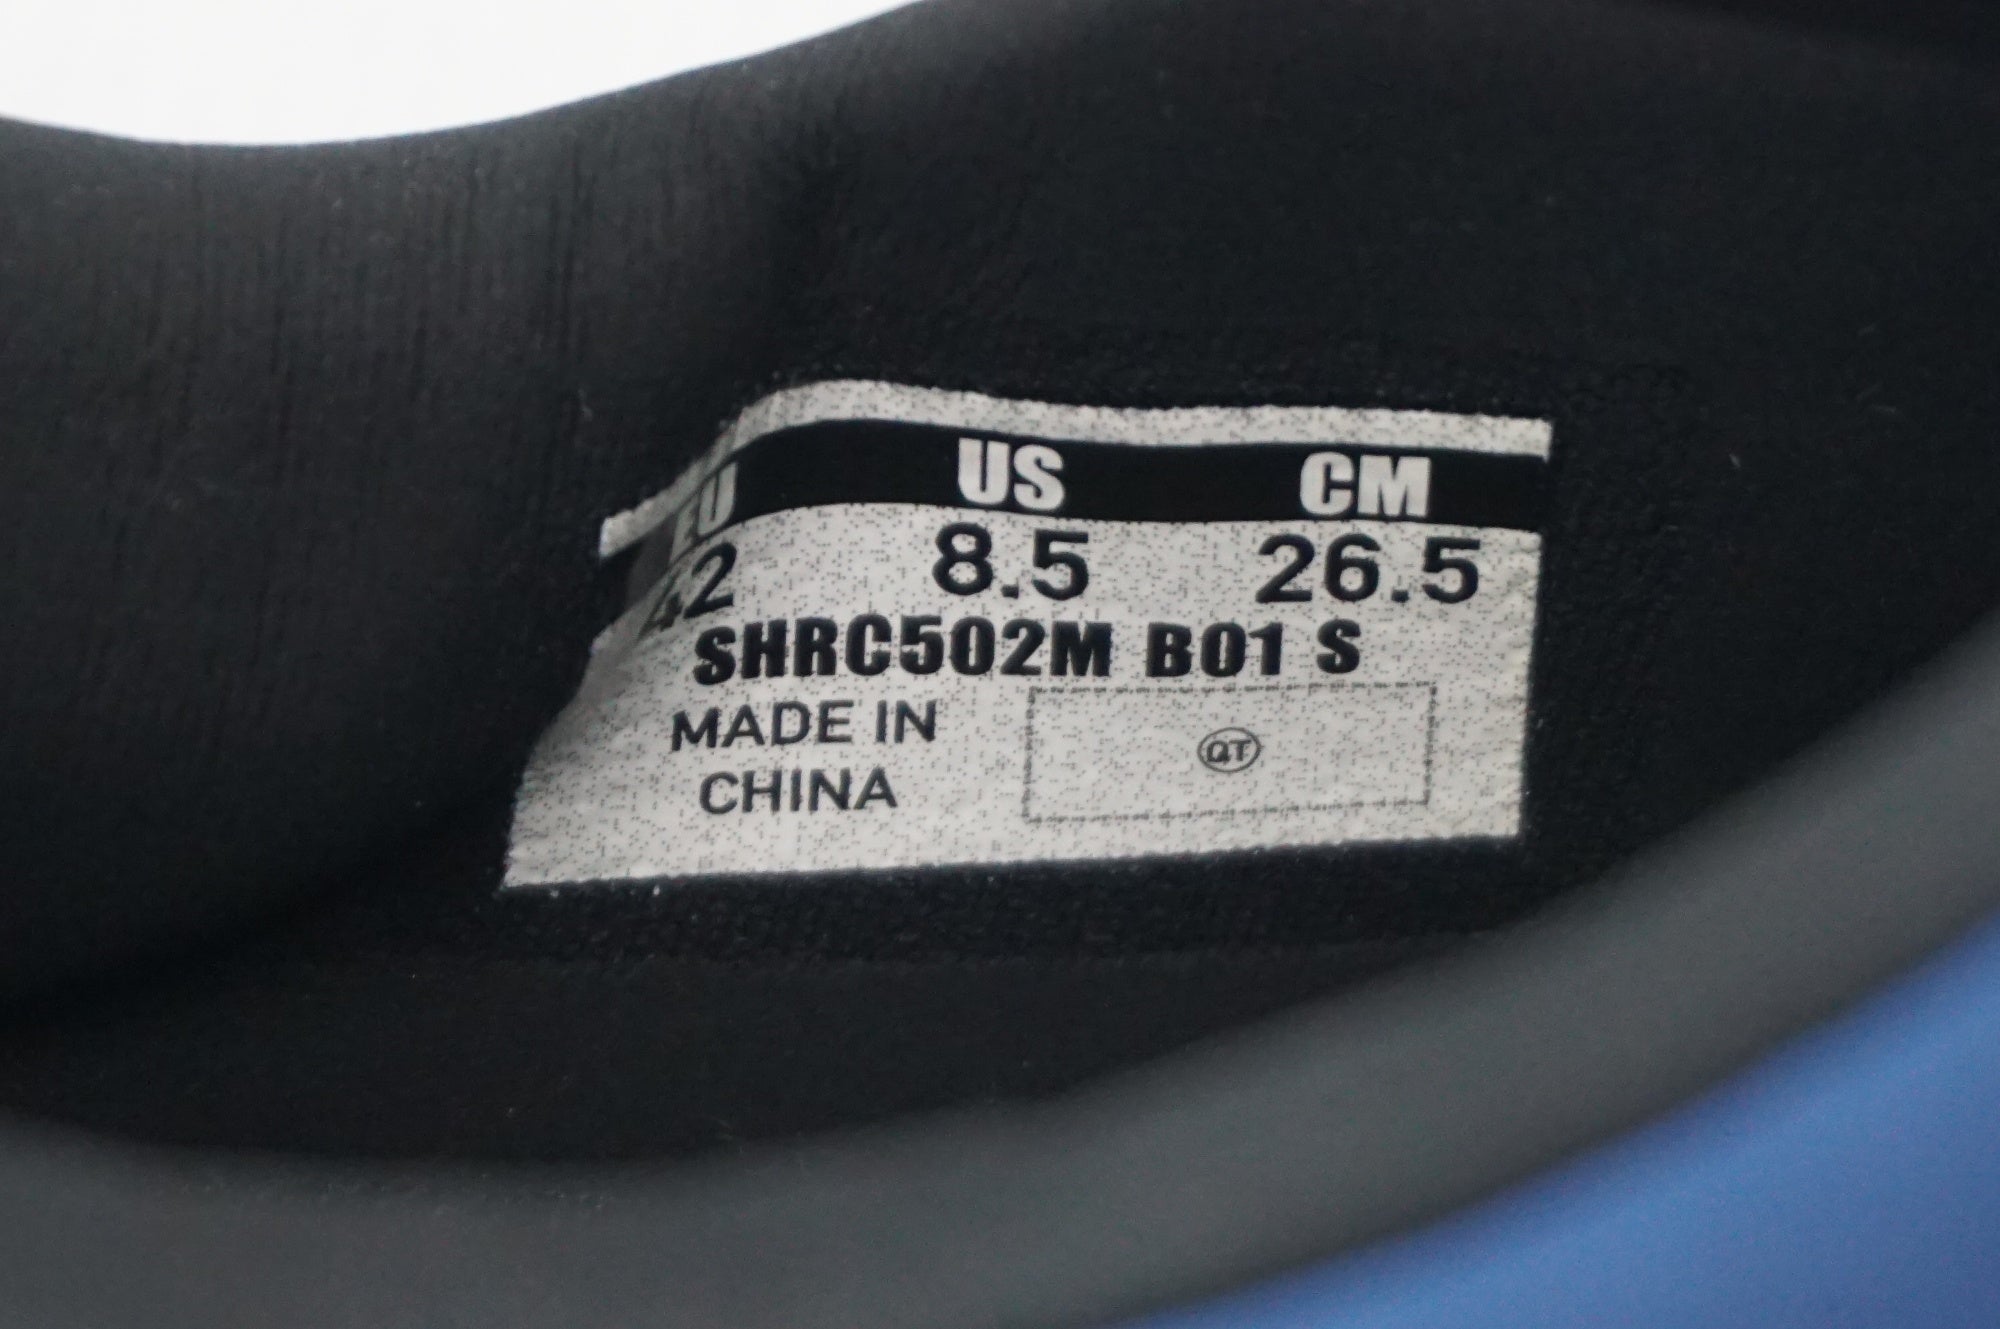 EU US CM
42 8.5 26.5
SHRC502M B01 S
MADE IN
CHINA
QT